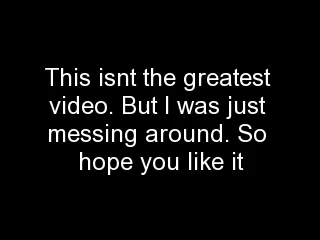 This isnt the greatest
video. But I was just
messing around. So
hope you like it